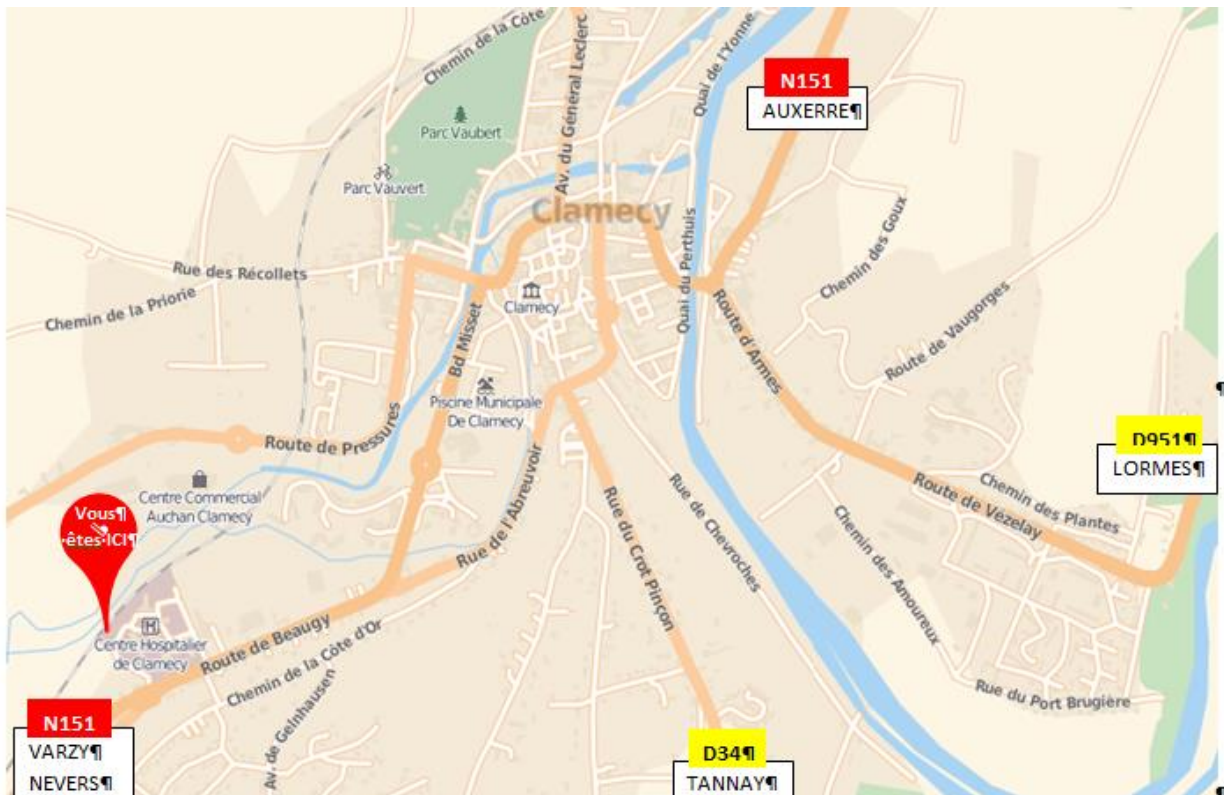 Chemin de la Côte
Av. du Général Leclerc
Quai de l'Yonne
N151
AUXERRE¶
Parc Vaubert
Parc Vauvert
Clamecy
Rue des Récollets
Chemin de la Priorie
Clamecy
Bd Misset
Quai du Perthuis
Chemin des Goux
Route d'Armes
Route de Vaugorges
¶
Piscine Municipale
De Clamecy
Route de Pressures
D951¶
LORMES¶
Centre Commercial
Auchan Clamecy
Rue de l'Abreuvoir
Rue du Crot Pinçon
Rue de Chevroches
Route de Vézelay
Chemin des Plantes
Chemin des Amoureux
Vous¶
êtes·ICI¶
H
Centre Hospitalier
de Clamecy
Route de Beaugy
Chemin de la Côte d'Or
Av. de Gelnhausen
Rue du Port Brugière
N151
VARZY¶
NEVERS¶
D34¶
TANNAY¶
¶